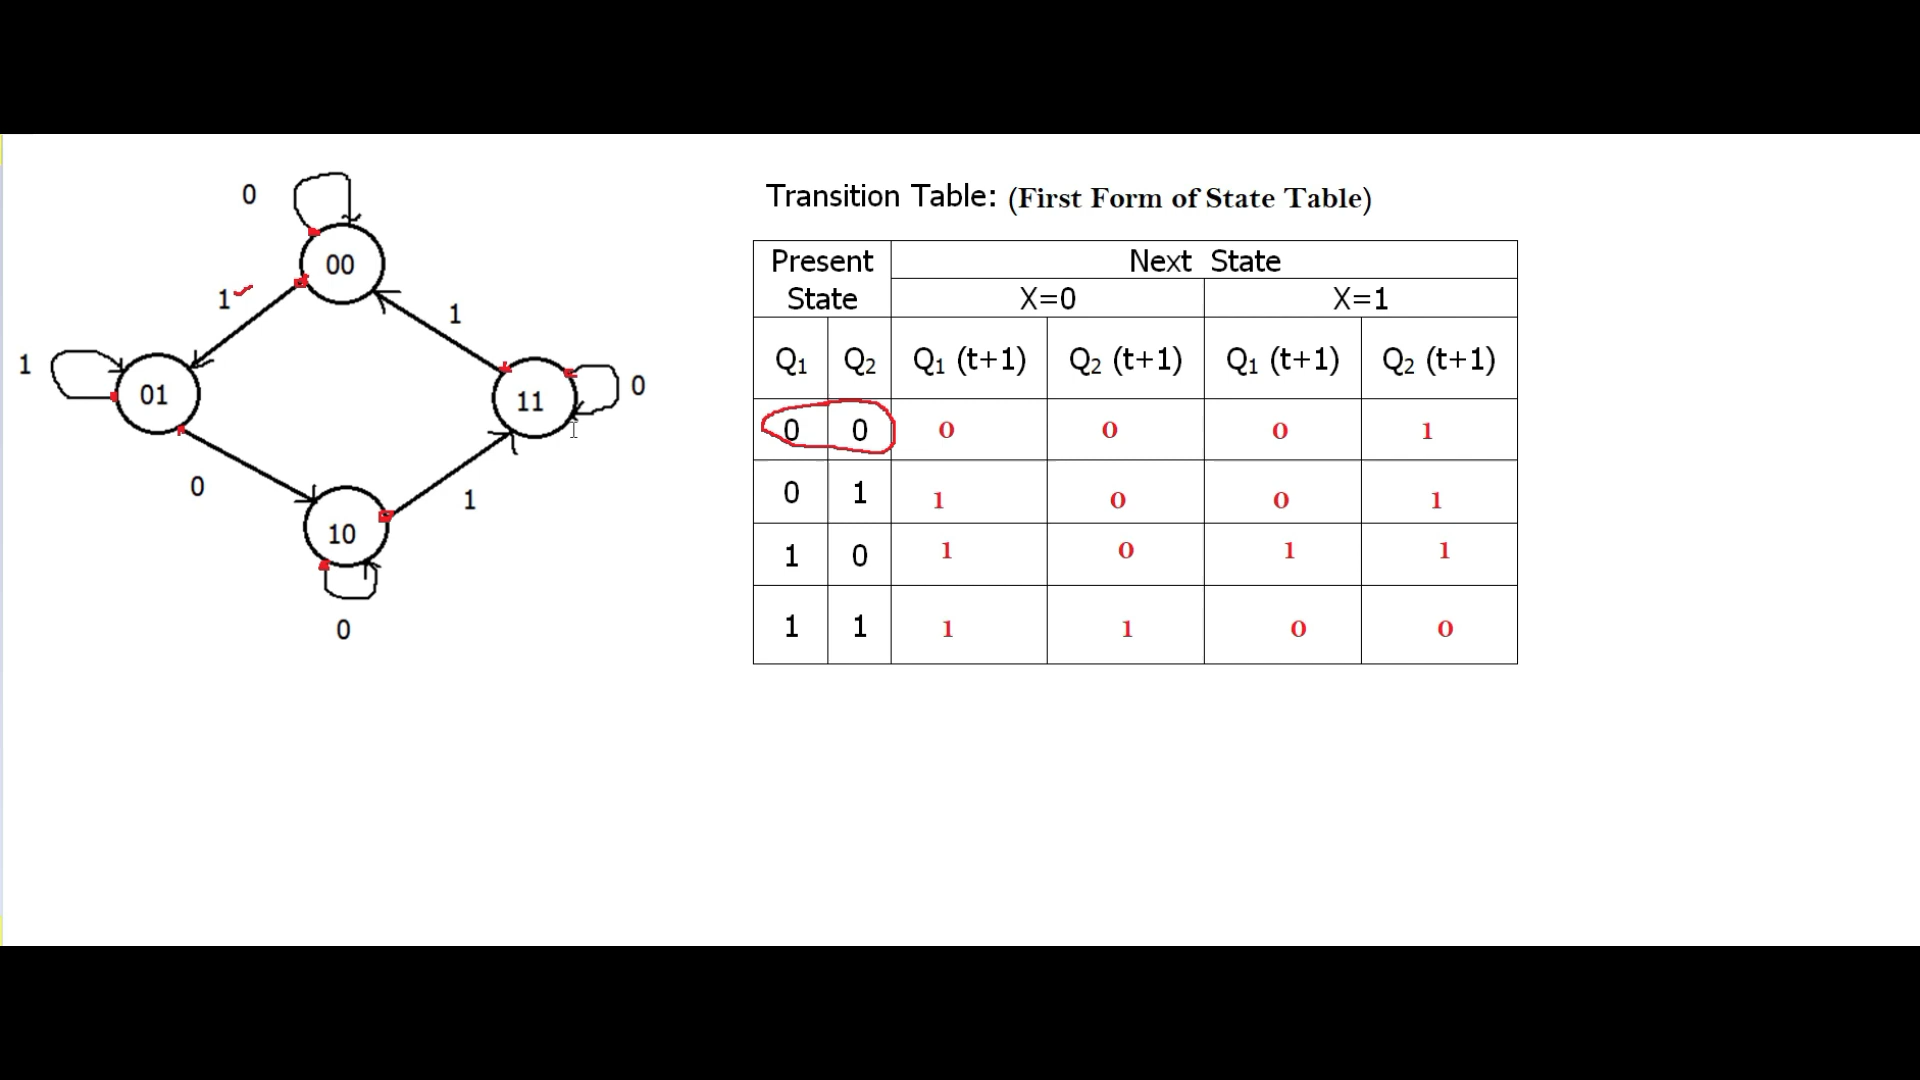 0
00
1
1
1
01
11
0
0
10
1
0
Transition Table: (First Form of State Table)
Present State
Next State
X=0
X=1
Q₁ Q₂ Q₁ (t+1) Q₂ (t+1) Q₁ (t+1) Q₂ (t+1)
0 0 0 0 0 1
0 1 1 0 0 1
1 0 1 0 1 1
1 1 1 1 0 0